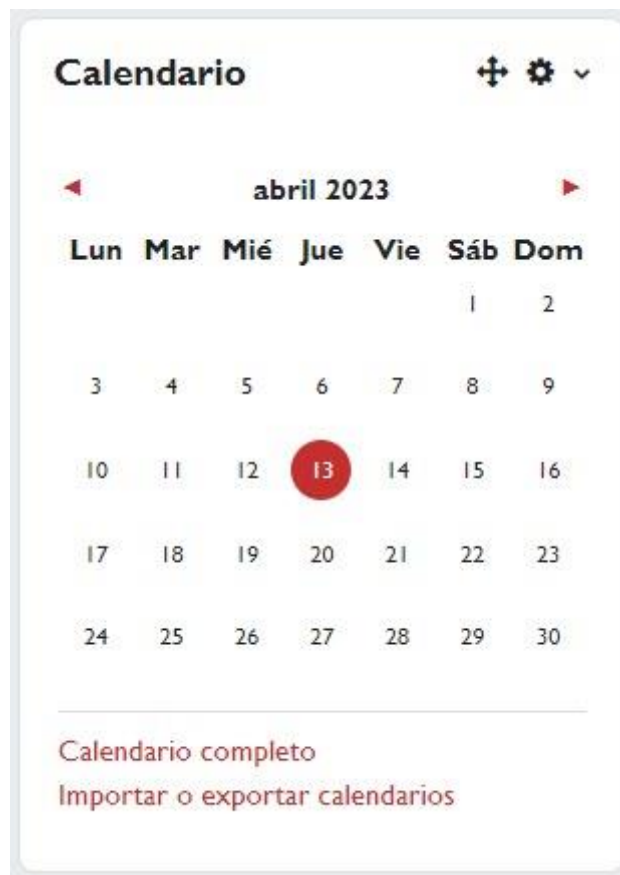 Calendario
abril 2023
Lun Mar Mié Jue Vie Sáb Dom
1 2
3 4 5 6 7 8 9
10 11 12 13 14 15 16
17 18 19 20 21 22 23
24 25 26 27 28 29 30
Calendario completo
Importar o exportar calendarios